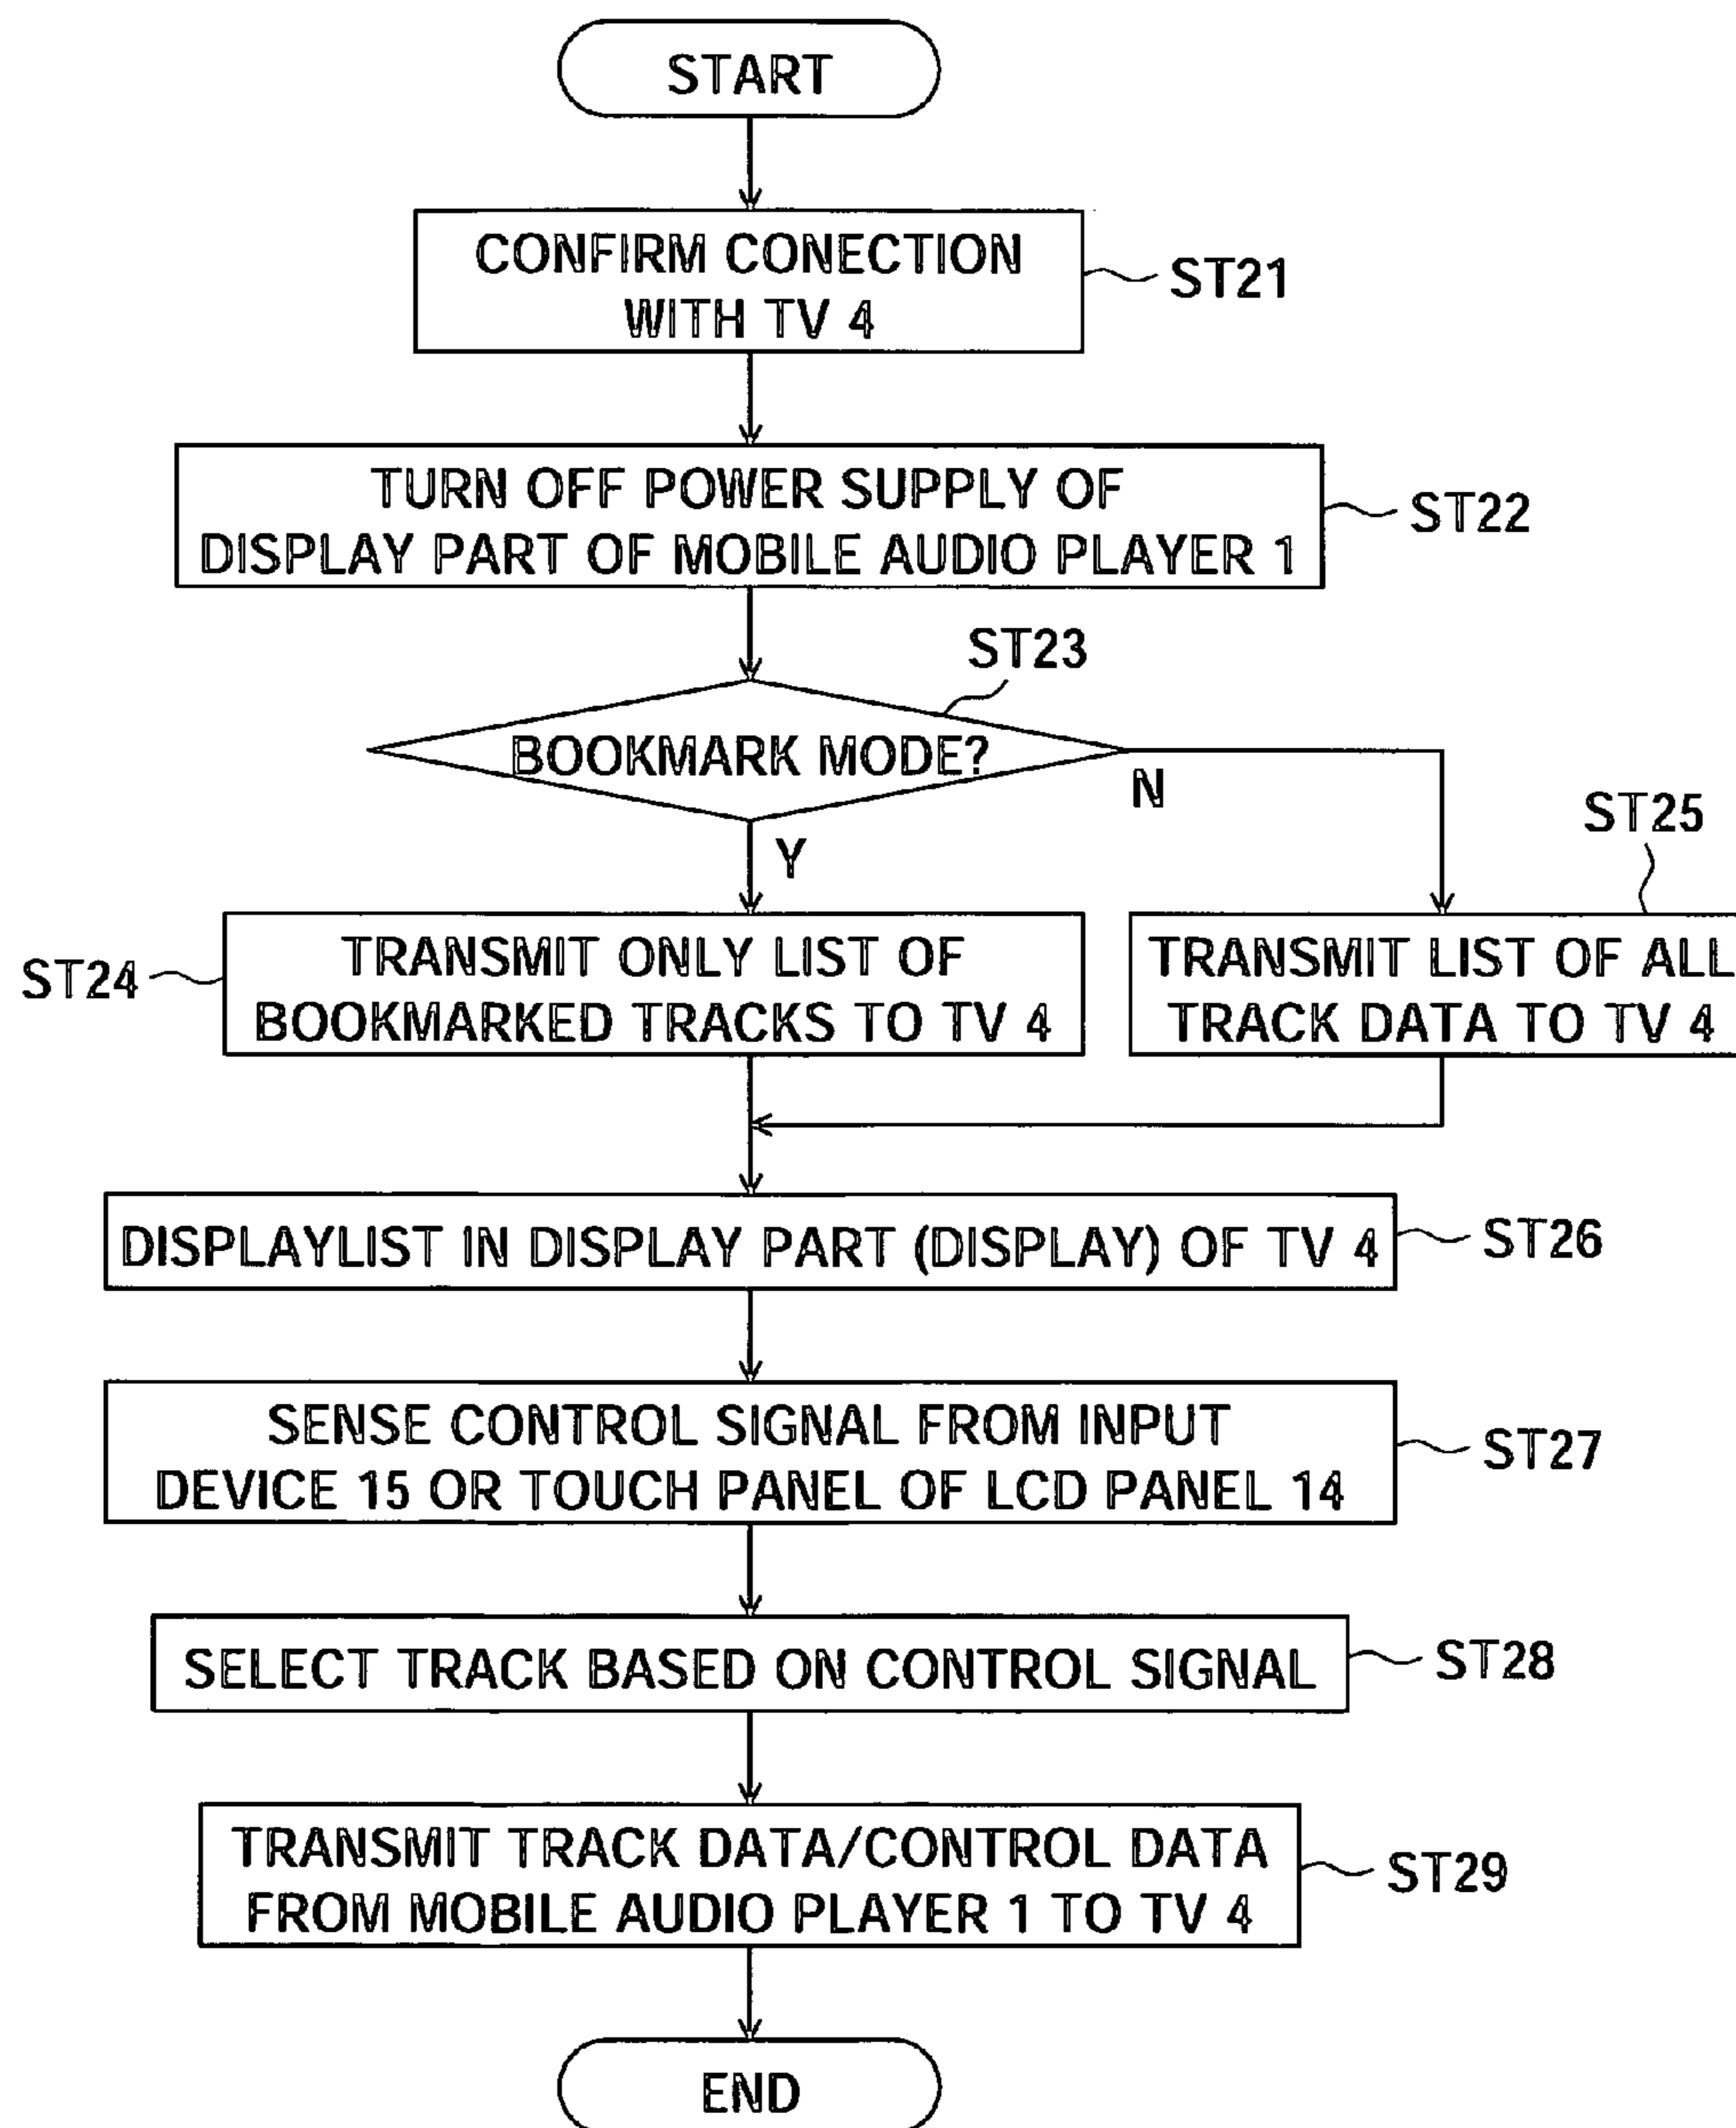 START
CONFIRM CONECTION
WITH TV 4
ST21
TURN OFF POWER SUPPLY OF
DISPLAY PART OF MOBILE AUDIO PLAYER 1
ST22
ST23
BOOKMARK MODE?
N
Y
ST25
ST24
TRANSMIT ONLY LIST OF
BOOKMARKED TRACKS TO TV 4
TRANSMIT LIST OF ALL
TRACK DATA TO TV 4
DISPLAYLIST IN DISPLAY PART (DISPLAY) OF TV 4
ST26
SENSE CONTROL SIGNAL FROM INPUT
DEVICE 15 OR TOUCH PANEL OF LCD PANEL 14
ST27
SELECT TRACK BASED ON CONTROL SIGNAL
ST28
TRANSMIT TRACK DATA/CONTROL DATA
FROM MOBILE AUDIO PLAYER 1 TO TV 4
ST29
END